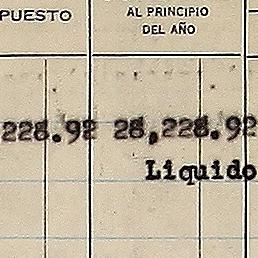 PUESTO
AL PRINCIPIO
DEL AÑO
228.92 28,228.92
Liquido